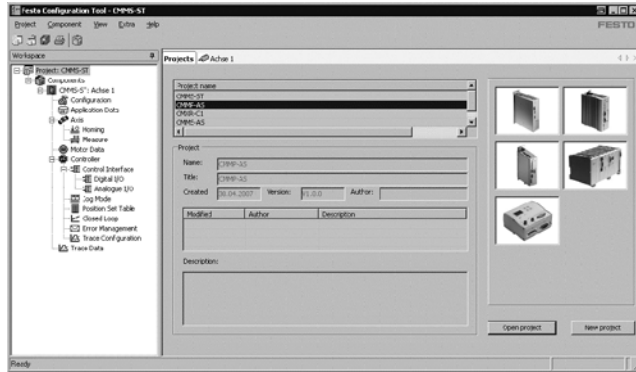 Festo Configuration Tool - CMMS-ST
Project Component View Extra Help
FESTO
Workspace
Projects Achse 1
Project: CMMS-ST
Components
CMMS-ST: Achse 1
Configuration
Application Data
Axis
Homing
Measure
Motor Data
Controller
Control Interface
Digital I/O
Analogue I/O
Jog Mode
Position Set Table
Closed Loop
Error Management
Trace Configuration
Trace Data
Project name
CMMS-ST
CMMP-AS
CMXR-C1
CMMS-AS
Project
Name: CMMP-AS
Title: CMMP-AS
Created Version: V1.0.0 Author:
Modified Author Description
Description:
Open project New project
Ready